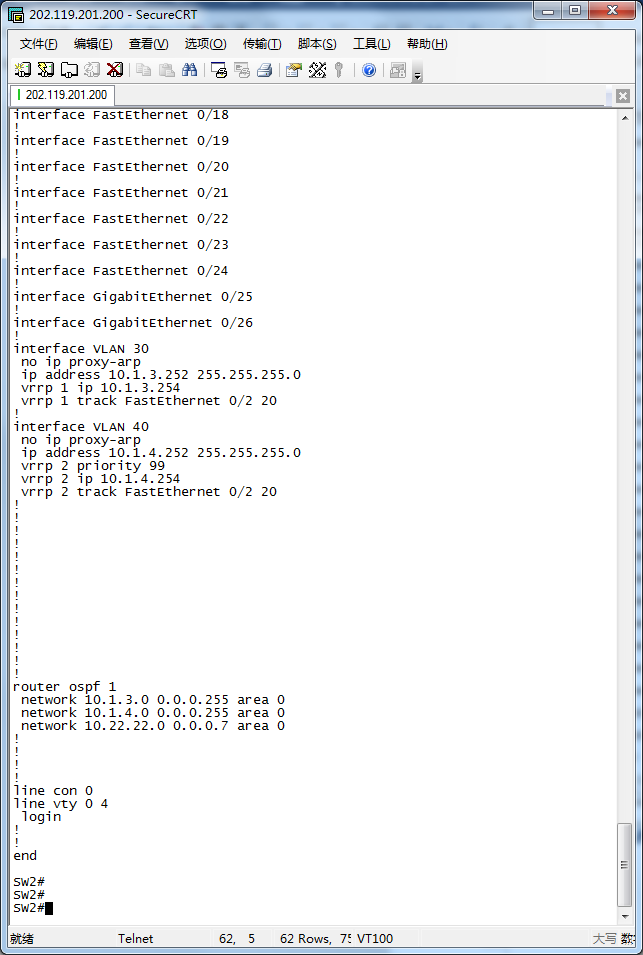 202.119.201.200 - SecureCRT
文件(F) 编辑(E) 查看(V) 选项(O) 传输(T) 脚本(S) 工具(L) 帮助(H)
202.119.201.200
interface FastEthernet 0/18
!
interface FastEthernet 0/19
!
interface FastEthernet 0/20
!
interface FastEthernet 0/21
!
interface FastEthernet 0/22
!
interface FastEthernet 0/23
!
interface FastEthernet 0/24
!
interface GigabitEthernet 0/25
!
interface GigabitEthernet 0/26
!
interface VLAN 30
 no ip proxy-arp
 ip address 10.1.3.252 255.255.255.0
 vrrp 1 ip 10.1.3.254
 vrrp 1 track FastEthernet 0/2 20
!
interface VLAN 40
 no ip proxy-arp
 ip address 10.1.4.252 255.255.255.0
 vrrp 2 priority 99
 vrrp 2 ip 10.1.4.254
 vrrp 2 track FastEthernet 0/2 20
!
!
!
!
!
!
!
!
!
!
!
!
!
!
router ospf 1
 network 10.1.3.0 0.0.0.255 area 0
 network 10.1.4.0 0.0.0.255 area 0
 network 10.22.22.0 0.0.0.7 area 0
!
!
!
!
line con 0
line vty 0 4
 login
!
!
end
SW2#
SW2#
SW2#
就绪 Telnet 62, 5 62 Rows, 75 VT100 大写 数